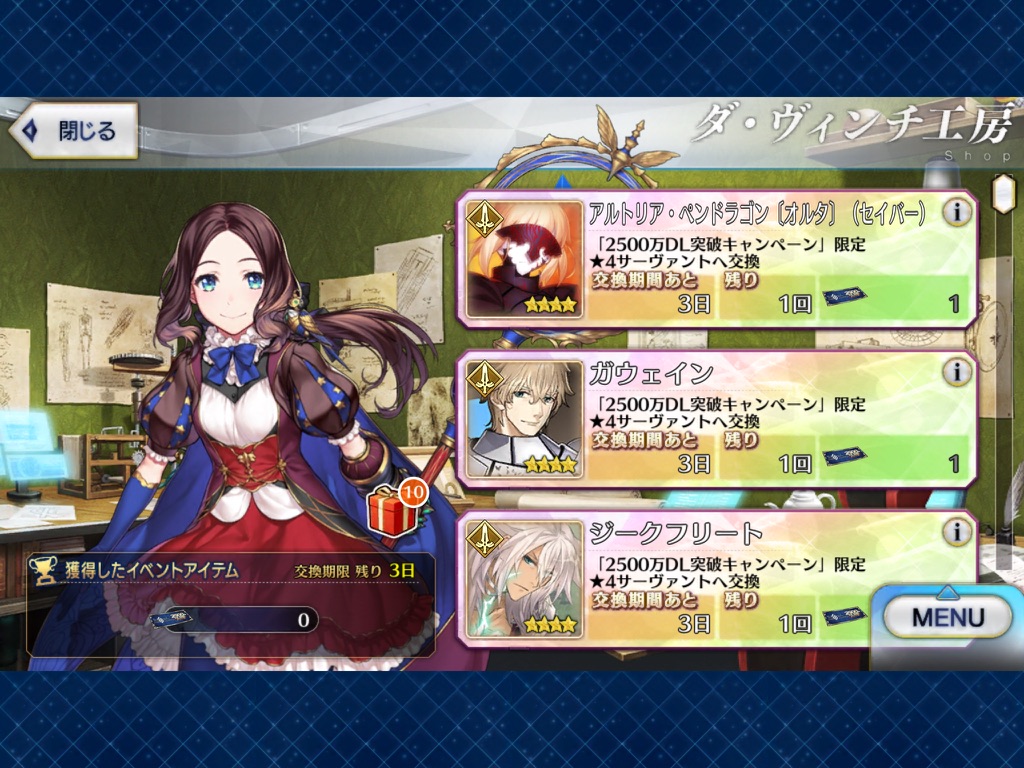 閉じる
ダ・ヴィンチ工房
Shop
アルトリア・ペンドラゴン〔オルタ〕（セイバー）
「2500万DL突破キャンペーン」限定
★4サーヴァントへ交換
交換期間あと 残り
3日 1回 1
ガウェイン
「2500万DL突破キャンペーン」限定
★4サーヴァントへ交換
交換期間あと 残り
3日 1回 1
ジークフリート
「2500万DL突破キャンペーン」限定
★4サーヴァントへ交換
交換期間あと 残り
3日 1回
10
獲得したイベントアイテム 交換期限 残り 3日
0
MENU